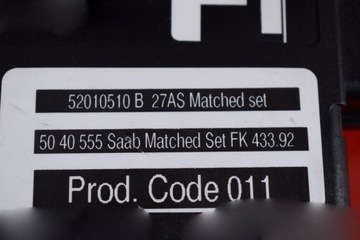 52010510 B 27AS Matched set
50 40 555 Saab Matched Set FK 433.92
Prod. Code 011